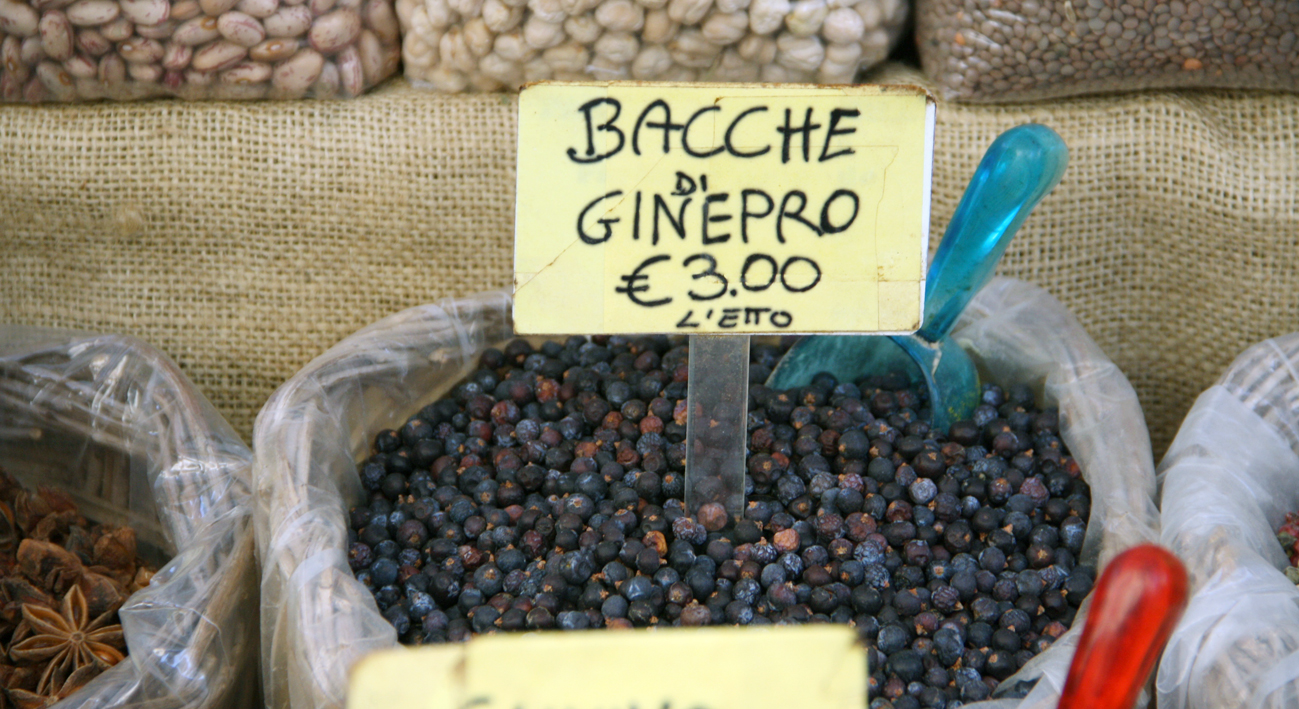 BACCHE
DI
GINEPRO
€ 3.00
L'ETTO